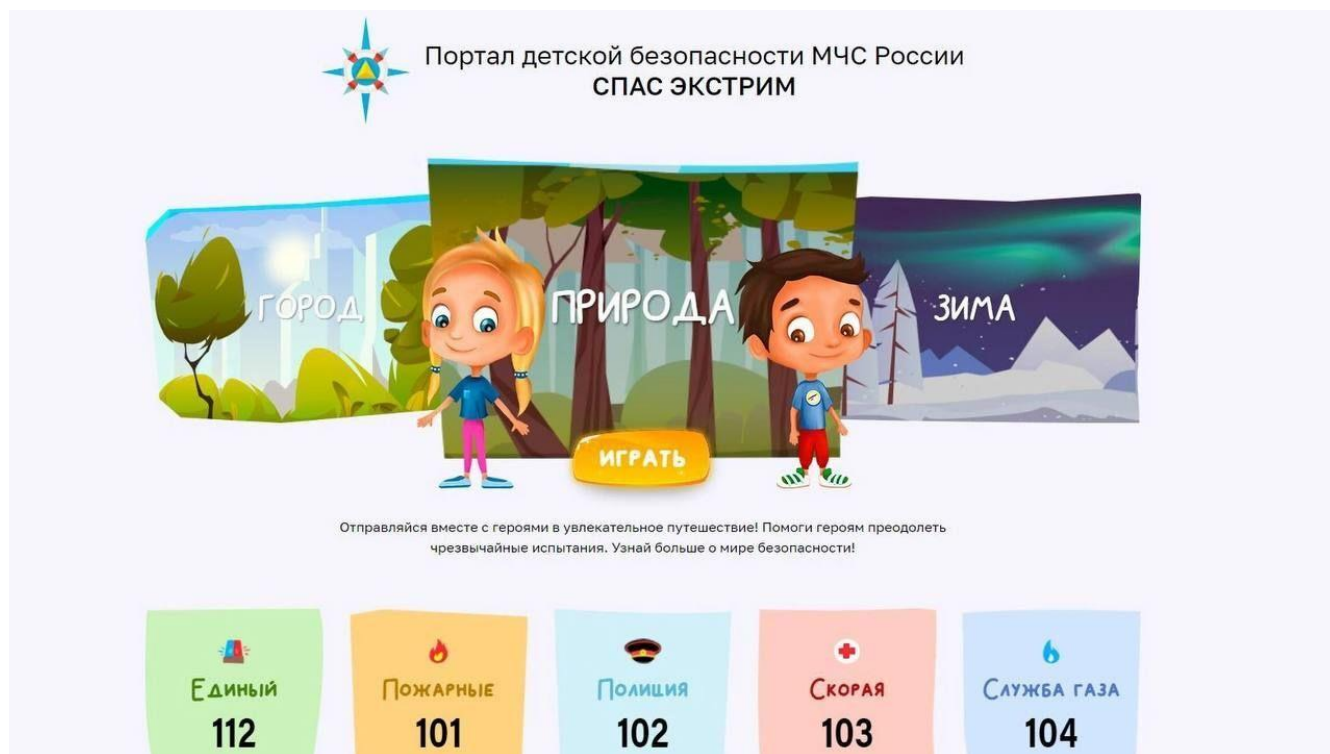 Портал детской безопасности МЧС России
СПАС ЭКСТРИМ
ГОРОД
ПРИРОДА
ЗИМА
ИГРАТЬ
Отправляйся вместе с героями в увлекательное путешествие! Помоги героям преодолеть
чрезвычайные испытания. Узнай больше о мире безопасности!
Единый
112
Пожарные
101
Полиция
102
Скорая
103
Служба газа
104